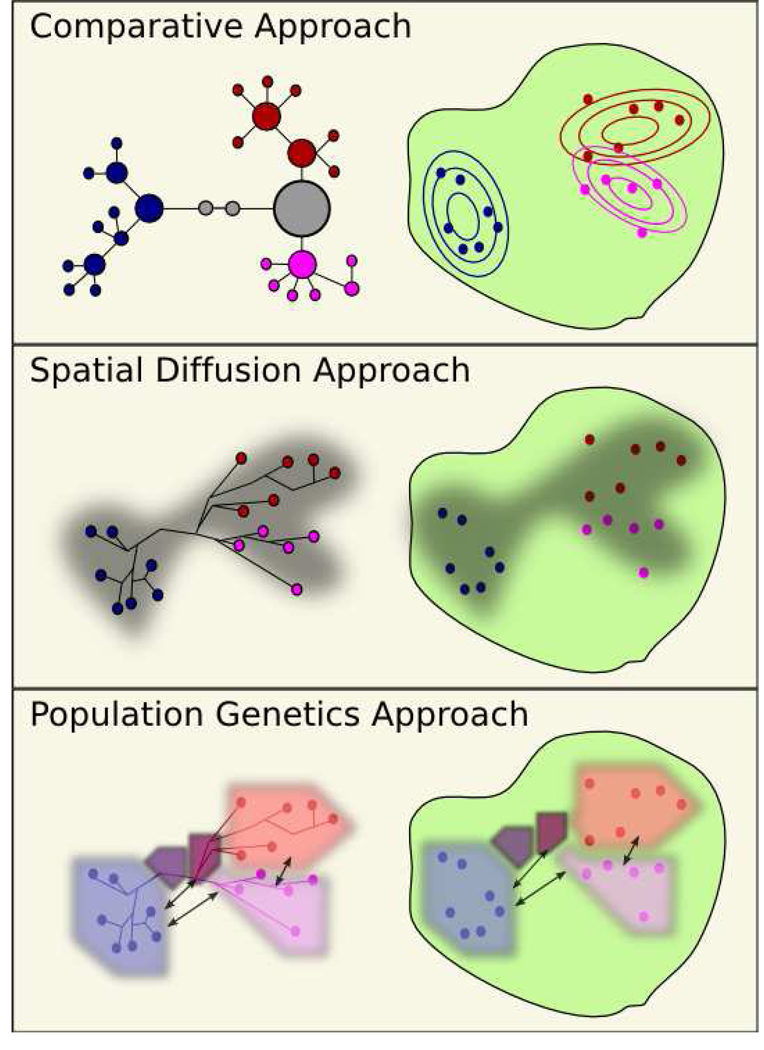 Comparative Approach
Spatial Diffusion Approach
Population Genetics Approach